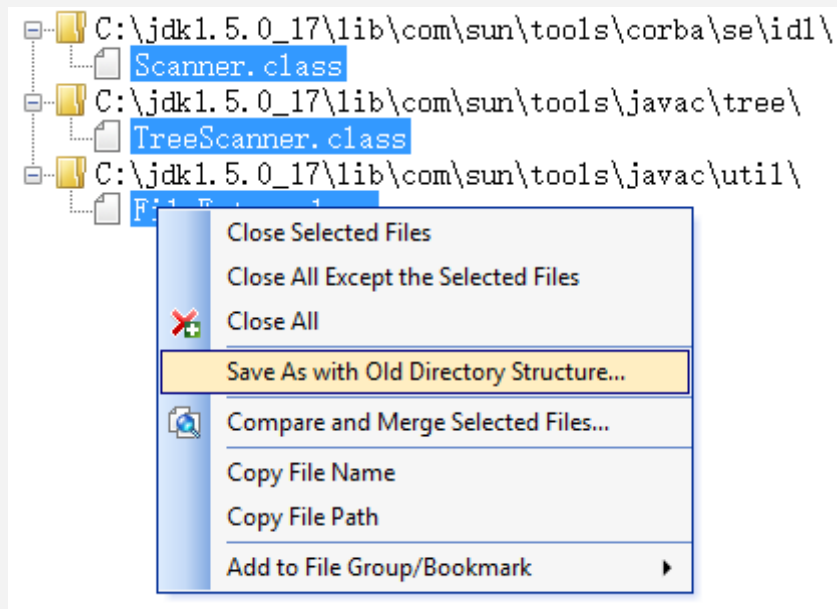 C:\jdk1.5.0_17\lib\com\sun\tools\corba\se\idl\
Scanner.class
C:\jdk1.5.0_17\lib\com\sun\tools\javac\tree\
TreeScanner.class
C:\jdk1.5.0_17\lib\com\sun\tools\javac\util\
Close Selected Files
Close All Except the Selected Files
Close All
Save As with Old Directory Structure...
Compare and Merge Selected Files...
Copy File Name
Copy File Path
Add to File Group/Bookmark